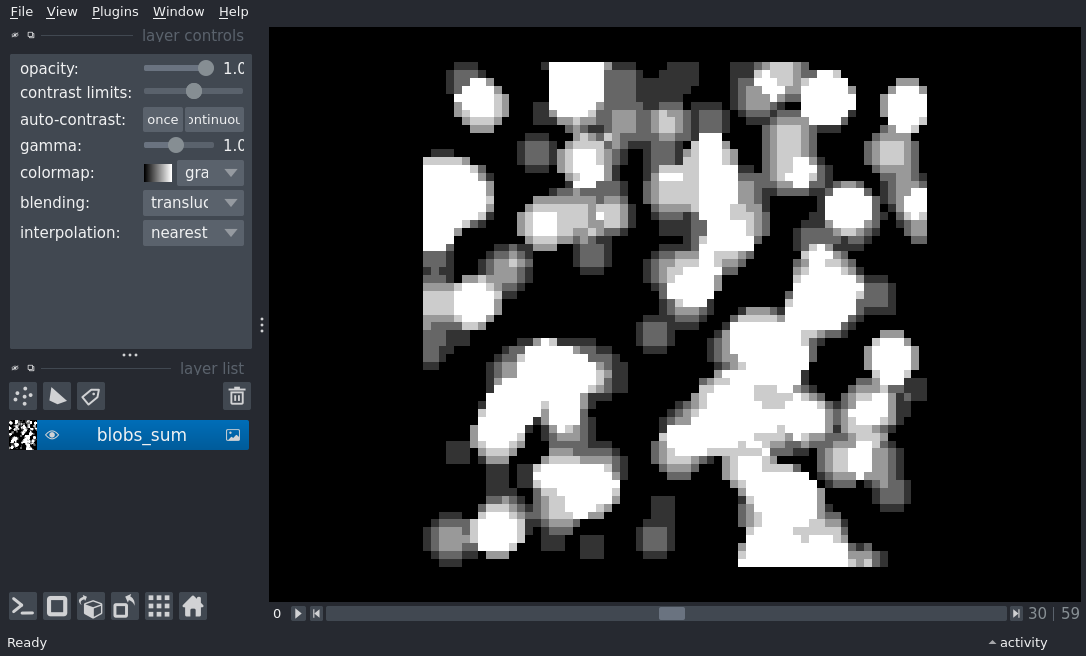 File View Plugins Window Help
layer controls
opacity: 1.0
contrast limits:
auto-contrast: once ontinuou
gamma: 1.0
colormap: gra
blending: transluc
interpolation: nearest
layer list
blobs_sum
0 30 | 59
Ready activity